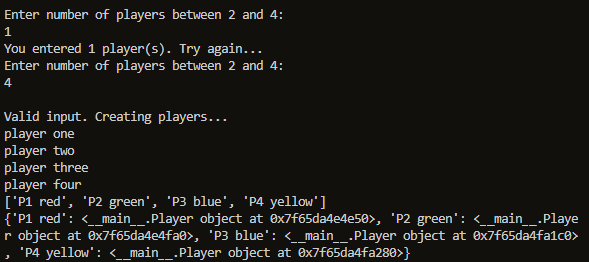 Enter number of players between 2 and 4:
1
You entered 1 player(s). Try again...
Enter number of players between 2 and 4:
4
Valid input. Creating players...
player one
player two
player three
player four
['P1 red', 'P2 green', 'P3 blue', 'P4 yellow']
{'P1 red': <__main__.Player object at 0x7f65da4e4e50>, 'P2 green': <__main__.Playe
r object at 0x7f65da4e4fa0>, 'P3 blue': <__main__.Player object at 0x7f65da4fa1c0>
, 'P4 yellow': <__main__.Player object at 0x7f65da4fa280>}